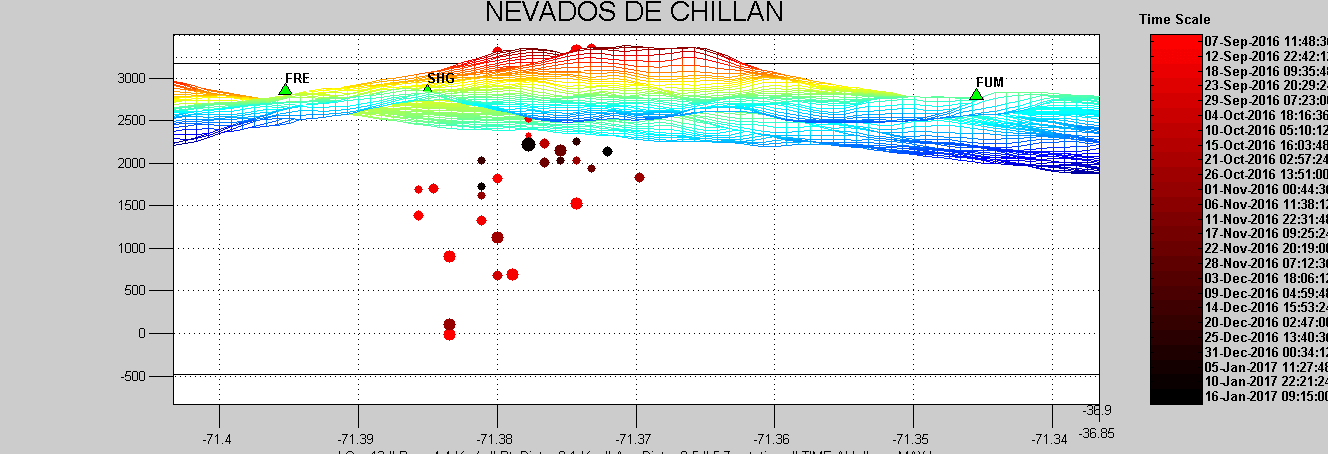 NEVADOS DE CHILLAN
Time Scale
FRE
SHG
FUM
3000
2500
2000
1500
1000
500
0
-500
-71.4
-71.39
-71.38
-71.37
-71.36
-71.35
-71.34
-36.9
-36.85
07-Sep-2016 11:48:36
12-Sep-2016 22:42:12
18-Sep-2016 09:35:48
23-Sep-2016 20:29:24
29-Sep-2016 07:23:00
04-Oct-2016 18:16:36
10-Oct-2016 05:10:12
15-Oct-2016 16:03:48
21-Oct-2016 02:57:24
26-Oct-2016 13:51:00
01-Nov-2016 00:44:36
06-Nov-2016 11:38:12
11-Nov-2016 22:31:48
17-Nov-2016 09:25:24
22-Nov-2016 20:19:00
28-Nov-2016 07:12:36
03-Dec-2016 18:06:12
09-Dec-2016 04:59:48
14-Dec-2016 15:53:24
20-Dec-2016 02:47:00
25-Dec-2016 13:40:36
31-Dec-2016 00:34:12
05-Jan-2017 11:27:48
10-Jan-2017 22:21:24
16-Jan-2017 09:15:00